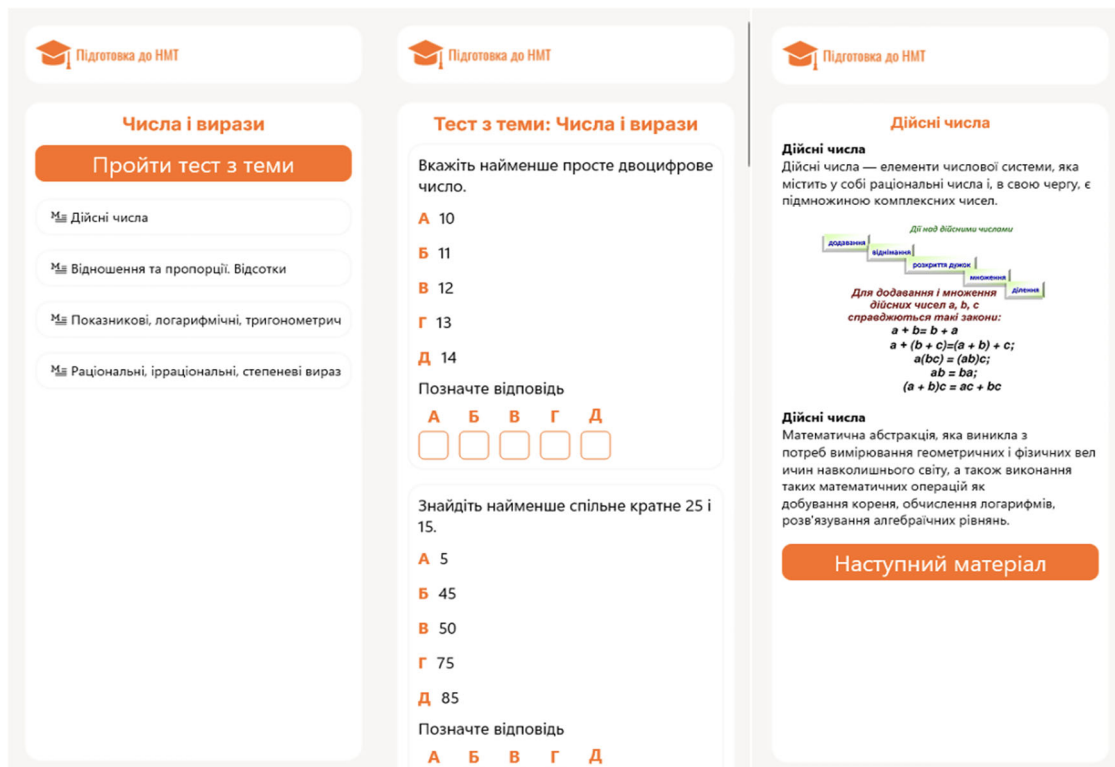 Підготовка до НМТ
Числа і вирази
Пройти тест з теми
Дійсні числа
Відношення та пропорції. Відсотки
Показникові, логарифмічні, тригонометрич
Раціональні, ірраціональні, степеневі вираз
Підготовка до НМТ
Тест з теми: Числа і вирази
Вкажіть найменше просте двоцифрове
число.
А 10
Б 11
В 12
Г 13
Д 14
Позначте відповідь
А Б В Г Д
Знайдіть найменше спільне кратне 25 і
15.
А 5
Б 45
В 50
Г 75
Д 85
Позначте відповідь
А Б В Г Д
Підготовка до НМТ
Дійсні числа
Дійсні числа
Дійсні числа — елементи числової системи, яка
містить у собі раціональні числа і, в свою чергу, є
підмножиною комплексних чисел.
Дії над дійсними числами
додавання
віднімання
розкриття дужок
множення
ділення
Для додавання і множення
дійсних чисел a, b, c
справджуються такі закони:
a + b= b + a
a + (b + c)=(a + b) + c;
a(bc) = (ab)c;
ab = ba;
(a + b)c = ac + bc
Дійсні числа
Математична абстракція, яка виникла з
потреб вимірювання геометричних і фізичних вел
ичин навколишнього світу, а також виконання
таких математичних операцій як
добування кореня, обчислення логарифмів,
розв'язування алгебраїчних рівнянь.
Наступний матеріал